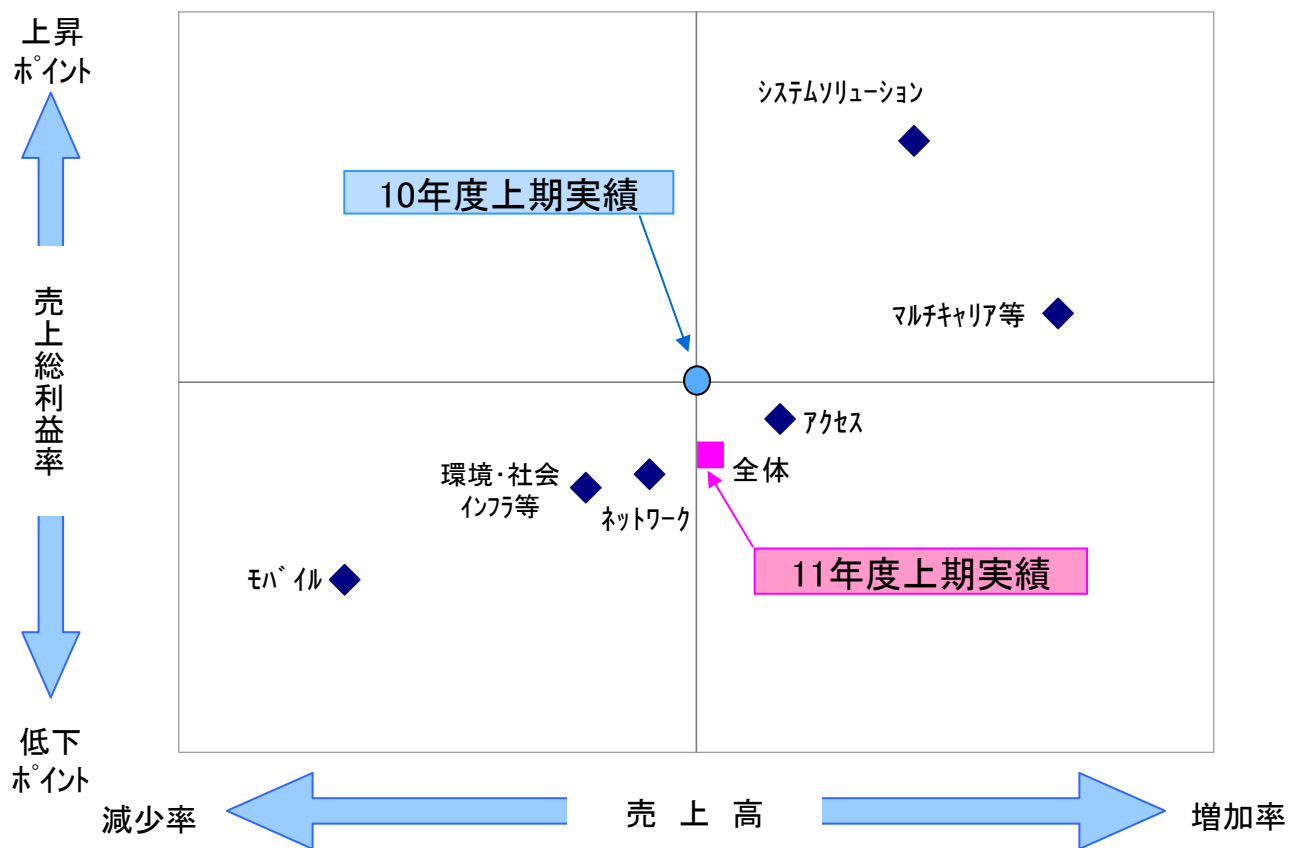 上昇
ﾎﾟｲﾝﾄ
ｼｽﾃﾑｿﾘｭｰｼｮﾝ
10年度上期実績
売上総利益率
ﾏﾙﾁｷｬﾘｱ等
ｱｸｾｽ
全体
環境･社会
ｲﾝﾌﾗ等
ﾈｯﾄﾜｰｸ
11年度上期実績
ﾓﾊﾞｲﾙ
低下
ﾎﾟｲﾝﾄ
減少率
売 上 高
増加率